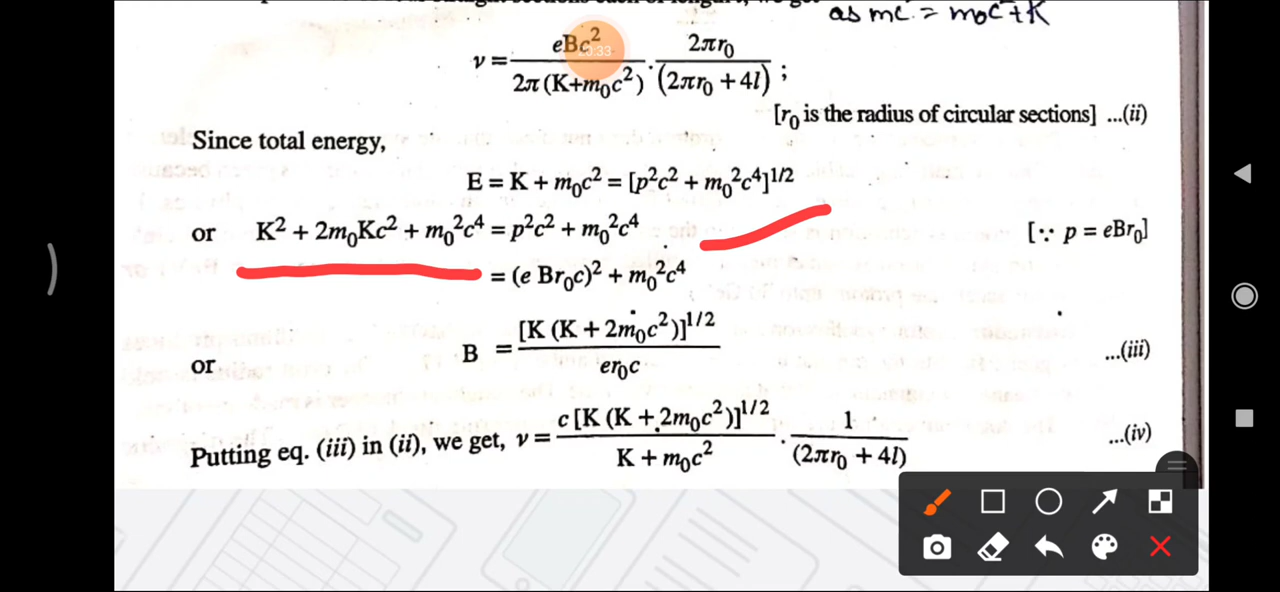 as mc² = m₀c² + K
ν = eBc² / 2π (K+m₀c²) · 2πr₀ / (2πr₀ + 4l) ;
[r₀ is the radius of circular sections] ...(ii)
Since total energy,
E = K + m₀c² = [p²c² + m₀²c⁴]^1/2
or K² + 2m₀Kc² + m₀²c⁴ = p²c² + m₀²c⁴ [∵ p = eBr₀]
= (e Br₀c)² + m₀²c⁴
or B = [K (K + 2m₀c²)]^1/2 / er₀c ...(iii)
Putting eq. (iii) in (ii), we get, ν = c [K (K + 2m₀c²)]^1/2 / K + m₀c² · 1 / (2πr₀ + 4l) ...(iv)